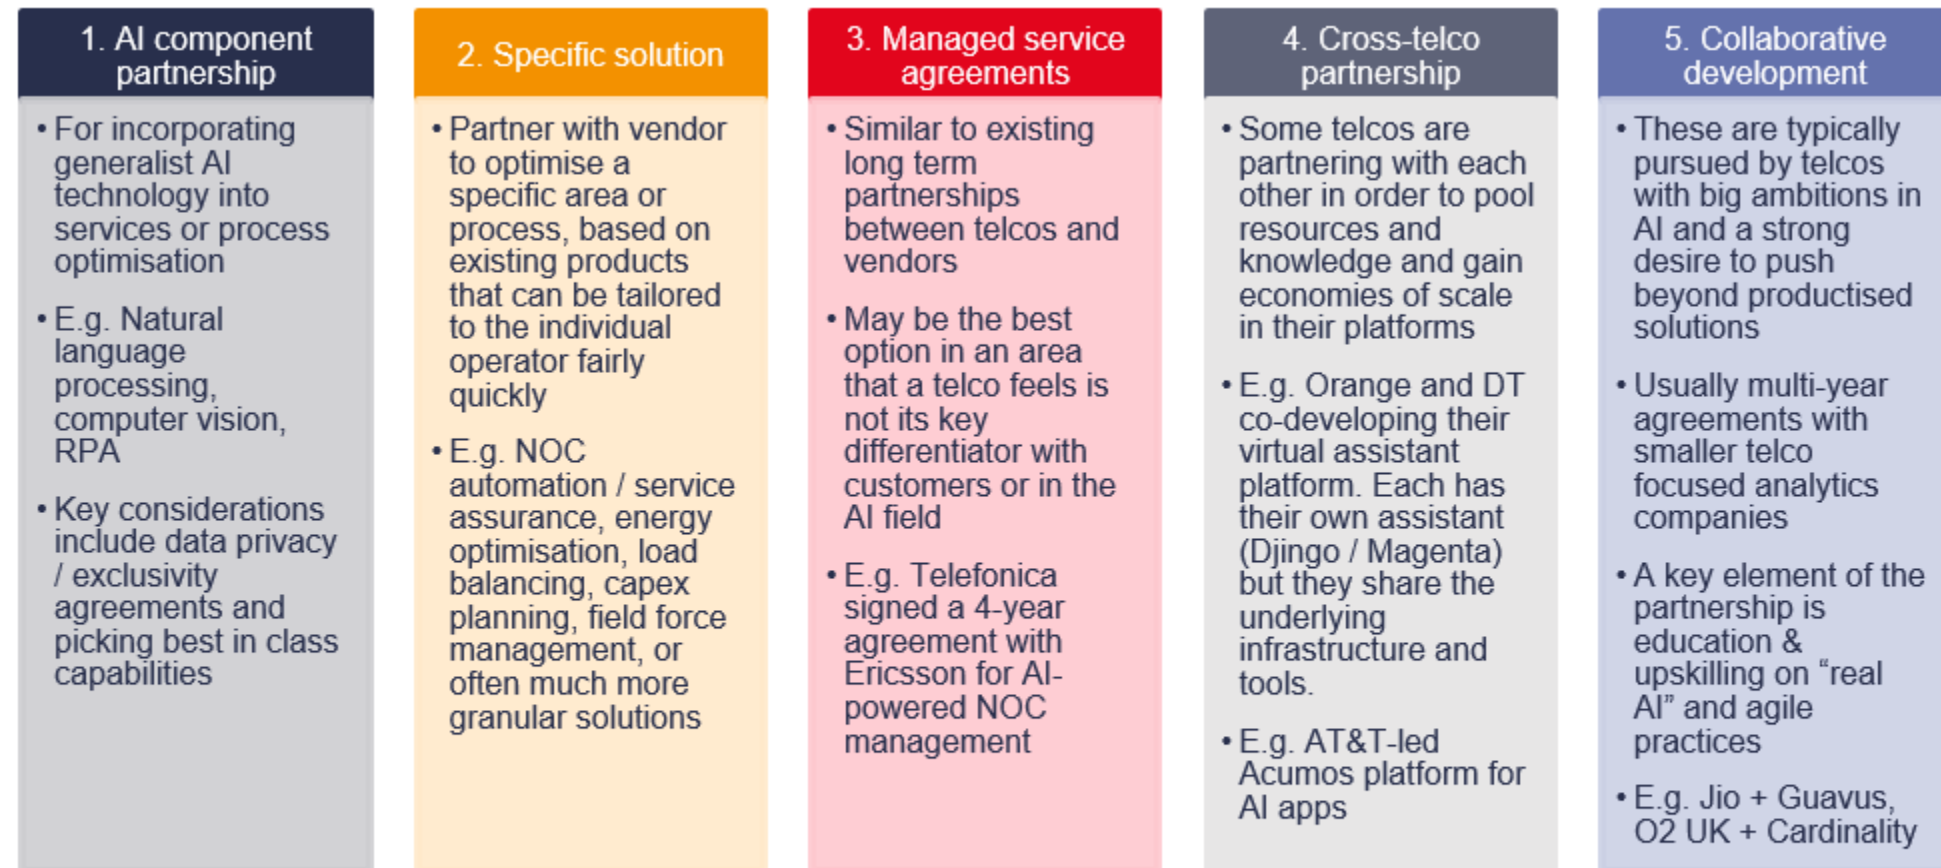 1. AI component
partnership
• For incorporating
generalist AI
technology into
services or process
optimisation
• E.g. Natural
language
processing,
computer vision,
RPA
• Key considerations
include data privacy
/ exclusivity
agreements and
picking best in class
capabilities
2. Specific solution
• Partner with vendor
to optimise a
specific area or
process, based on
existing products
that can be tailored
to the individual
operator fairly
quickly
• E.g. NOC
automation / service
assurance, energy
optimisation, load
balancing, capex
planning, field force
management, or
often much more
granular solutions
3. Managed service
agreements
• Similar to existing
long term
partnerships
between telcos and
vendors
• May be the best
option in an area
that a telco feels is
not its key
differentiator with
customers or in the
AI field
• E.g. Telefonica
signed a 4-year
agreement with
Ericsson for AI-
powered NOC
management
4. Cross-telco
partnership
• Some telcos are
partnering with each
other in order to pool
resources and
knowledge and gain
economies of scale
in their platforms
• E.g. Orange and DT
co-developing their
virtual assistant
platform. Each has
their own assistant
(Djingo / Magenta)
but they share the
underlying
infrastructure and
tools.
• E.g. AT&T-led
Acumos platform for
AI apps
5. Collaborative
development
• These are typically
pursued by telcos
with big ambitions in
AI and a strong
desire to push
beyond productised
solutions
• Usually multi-year
agreements with
smaller telco
focused analytics
companies
• A key element of the
partnership is
education &
upskilling on “real
AI” and agile
practices
• E.g. Jio + Guavus,
O2 UK + Cardinality